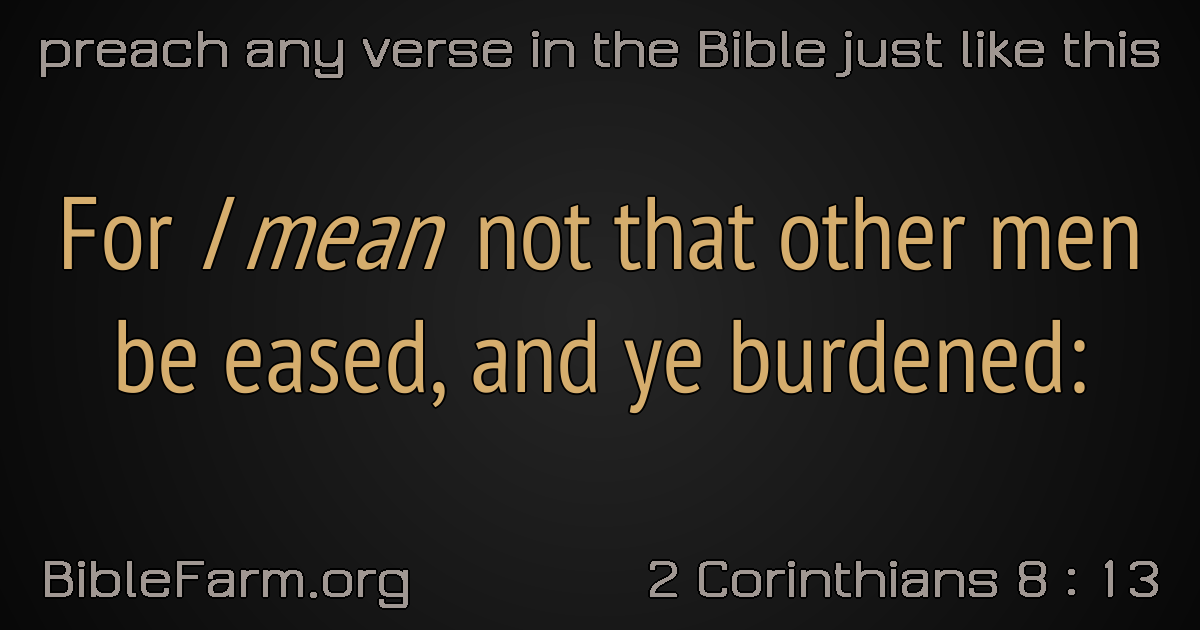 preach any verse in the Bible just like this
For I mean not that other men
be eased, and ye burdened:
BibleFarm.org
2 Corinthians 8 : 13